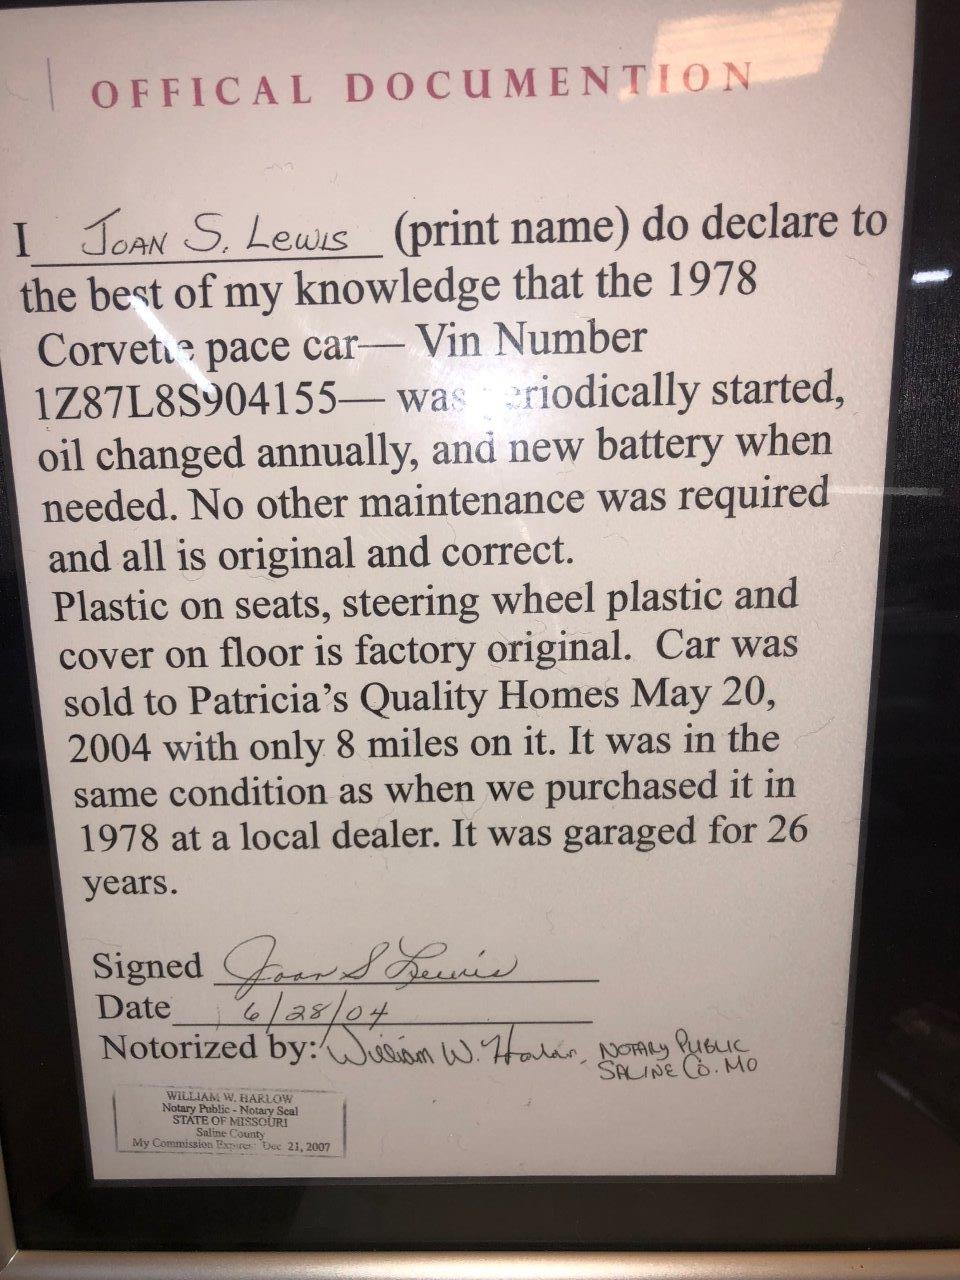 OFFICAL DOCUMENTION
I JOAN S. LEWIS (print name) do declare to
the best of my knowledge that the 1978
Corvette pace car— Vin Number
1Z87L8S904155— was periodically started,
oil changed annually, and new battery when
needed. No other maintenance was required
and all is original and correct.
Plastic on seats, steering wheel plastic and
cover on floor is factory original. Car was
sold to Patricia's Quality Homes May 20,
2004 with only 8 miles on it. It was in the
same condition as when we purchased it in
1978 at a local dealer. It was garaged for 26
years.
Signed Joan S Lewis
Date 6/28/04
Notorized by: William W. Harlow, NOTARY PUBLIC
SALINE CO. MO
WILLIAM W. HARLOW
Notary Public - Notary Seal
STATE OF MISSOURI
Saline County
My Commission Expires: Dec 21, 2007